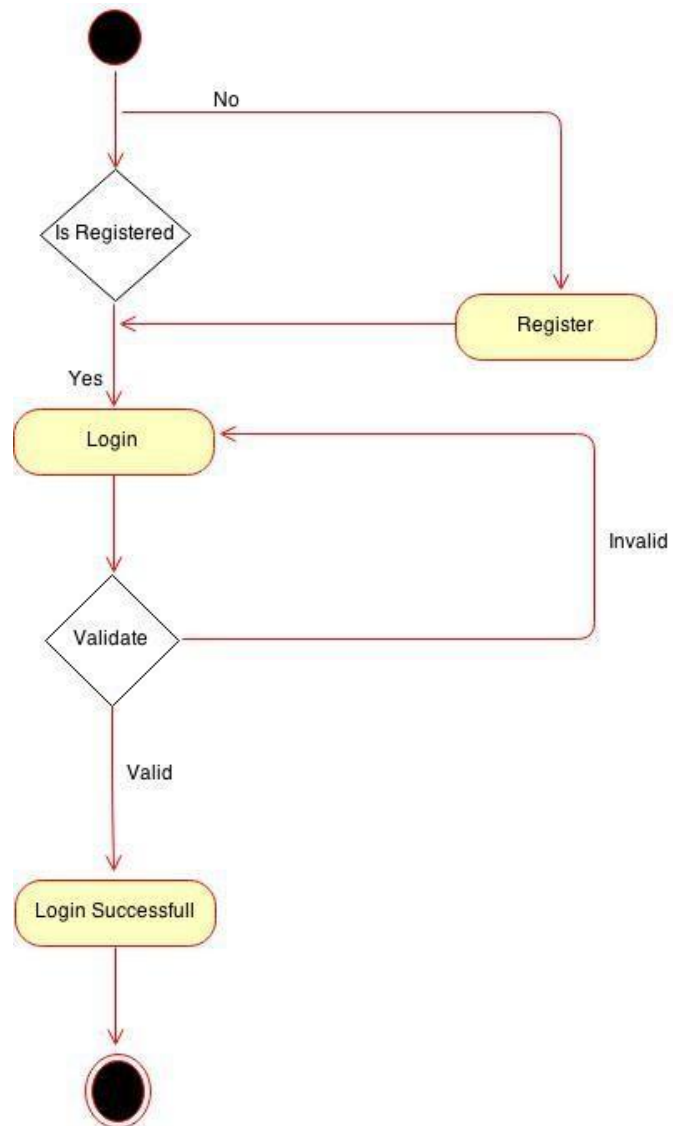 No
Is Registered
Register
Yes
Login
Invalid
Validate
Valid
Login Successfull